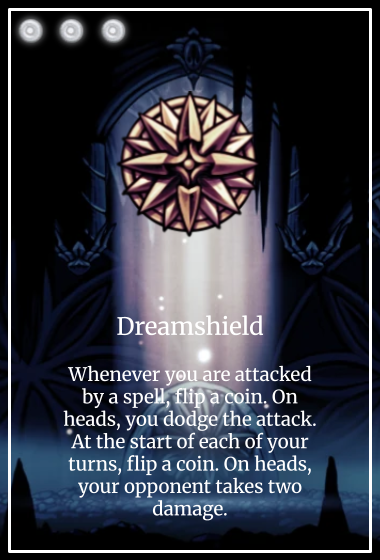 Dreamshield
Whenever you are attacked
by a spell, flip a coin. On
heads, you dodge the attack.
At the start of each of your
turns, flip a coin. On heads,
your opponent takes two
damage.